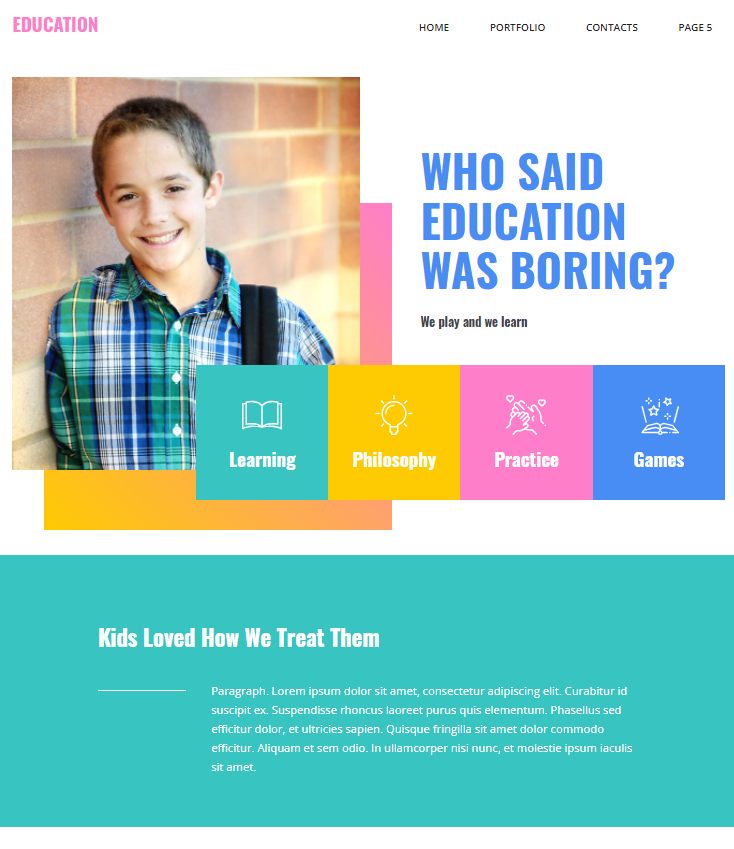 EDUCATION
HOME PORTFOLIO CONTACTS PAGE 5
WHO SAID
EDUCATION
WAS BORING?
We play and we learn
Learning
Philosophy
Practice
Games
Kids Loved How We Treat Them
Paragraph. Lorem ipsum dolor sit amet, consectetur adipiscing elit. Curabitur id
suscipit ex. Suspendisse rhoncus laoreet purus quis elementum. Phasellus sed
efficitur dolor, et ultricies sapien. Quisque fringilla sit amet dolor commodo
efficitur. Aliquam et sem odio. In ullamcorper nisi nunc, et molestie ipsum iaculis
sit amet.